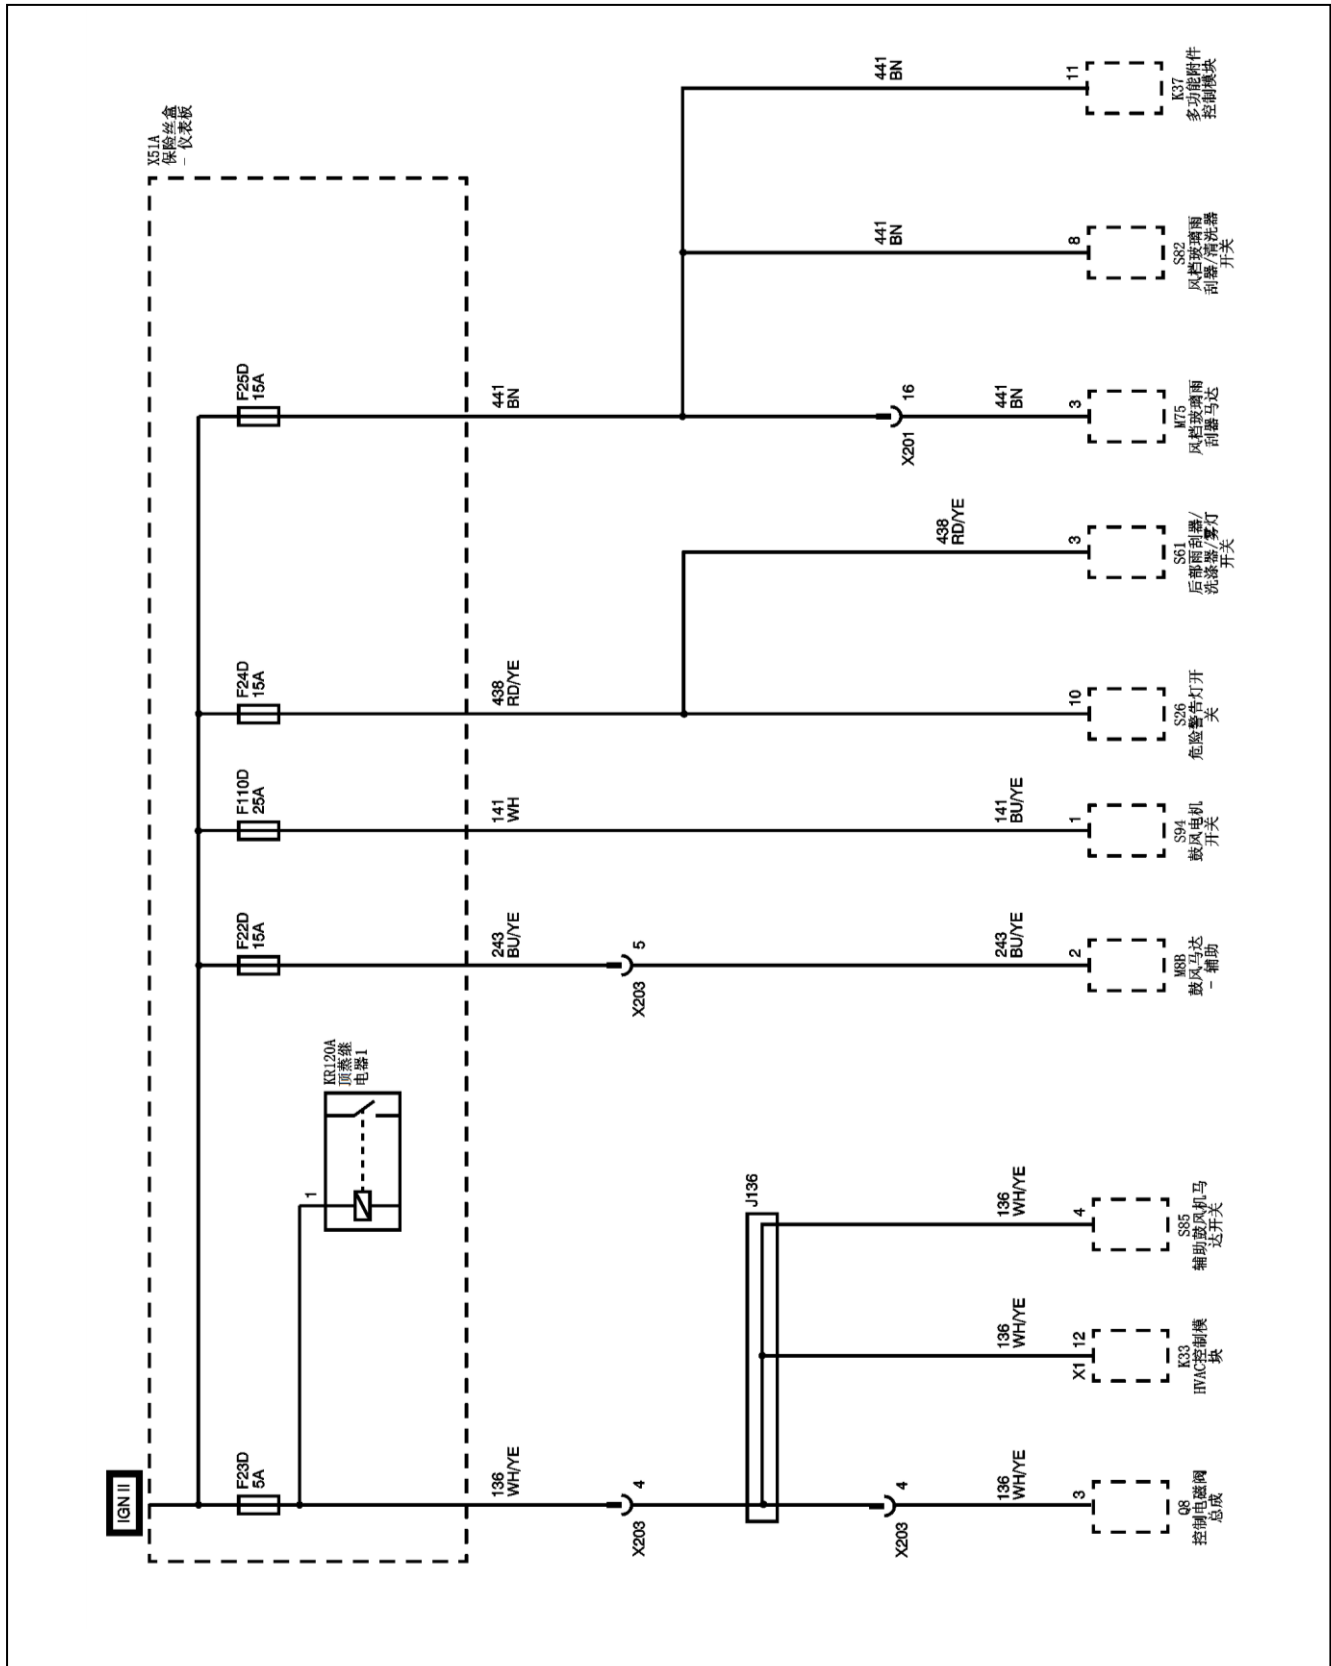 IGN II
X51A
保险丝盒
- 仪表板
F23D
5A
F22D
15A
F110D
25A
F24D
15A
F25D
15A
KR120A
顶蒸继
电器1
1
136
WH/YE
243
BU/YE
141
WH
438
RD/YE
441
BN
X203
4
X203
5
J136
438
RD/YE
441
BN
441
BN
X203
4
X201
16
136
WH/YE
136
WH/YE
136
WH/YE
243
BU/YE
141
BU/YE
441
BN
3
X1
12
4
2
1
10
3
3
8
11
Q8
控制电磁阀
总成
K33
HVAC控制模
块
S85
辅助鼓风机马
达开关
M8B
鼓风马达
- 辅助
S94
鼓风电机
开关
S26
危险警告灯开
关
S61
后部雨刮器/
洗涤器/雾灯
开关
M75
风档玻璃雨
刮器马达
S82
风档玻璃雨
刮器/清洗器
开关
K37
多功能附件
控制模块